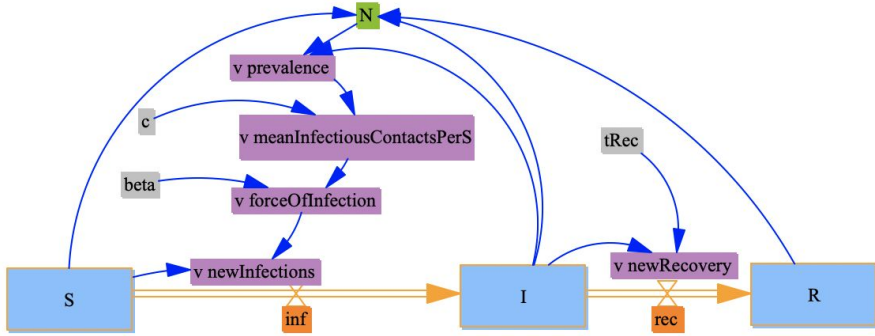 N
v prevalence
c
v meanInfectiousContactsPerS
tRec
beta
v forceOfInfection
v newInfections
v newRecovery
S
I
R
inf
rec